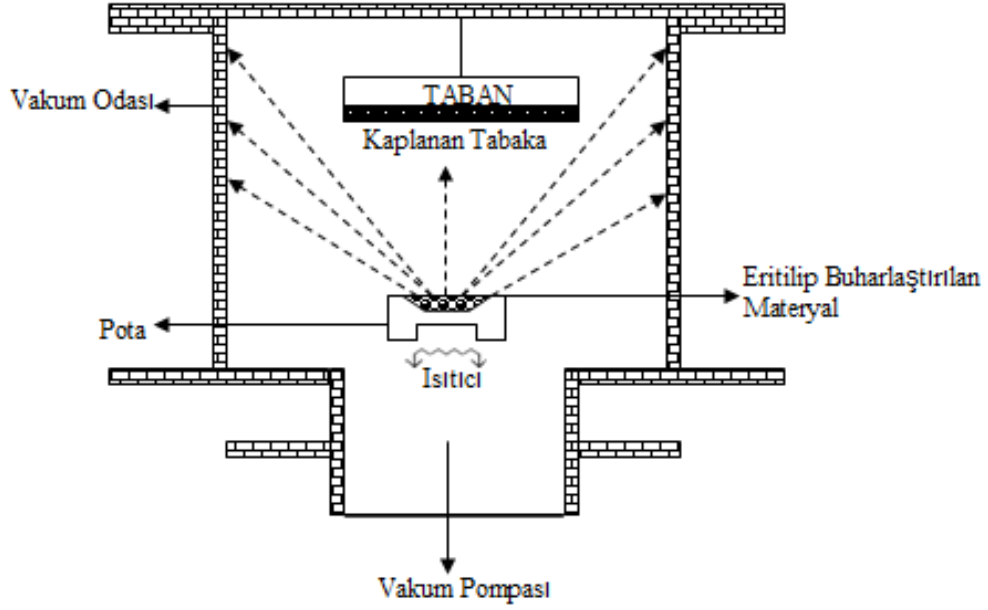 TABAN
Vakum Odası
Kaplanan Tabaka
Eritilip Buharlaştırılan
Materyal
Pota
Isıtıcı
Vakum Pompası